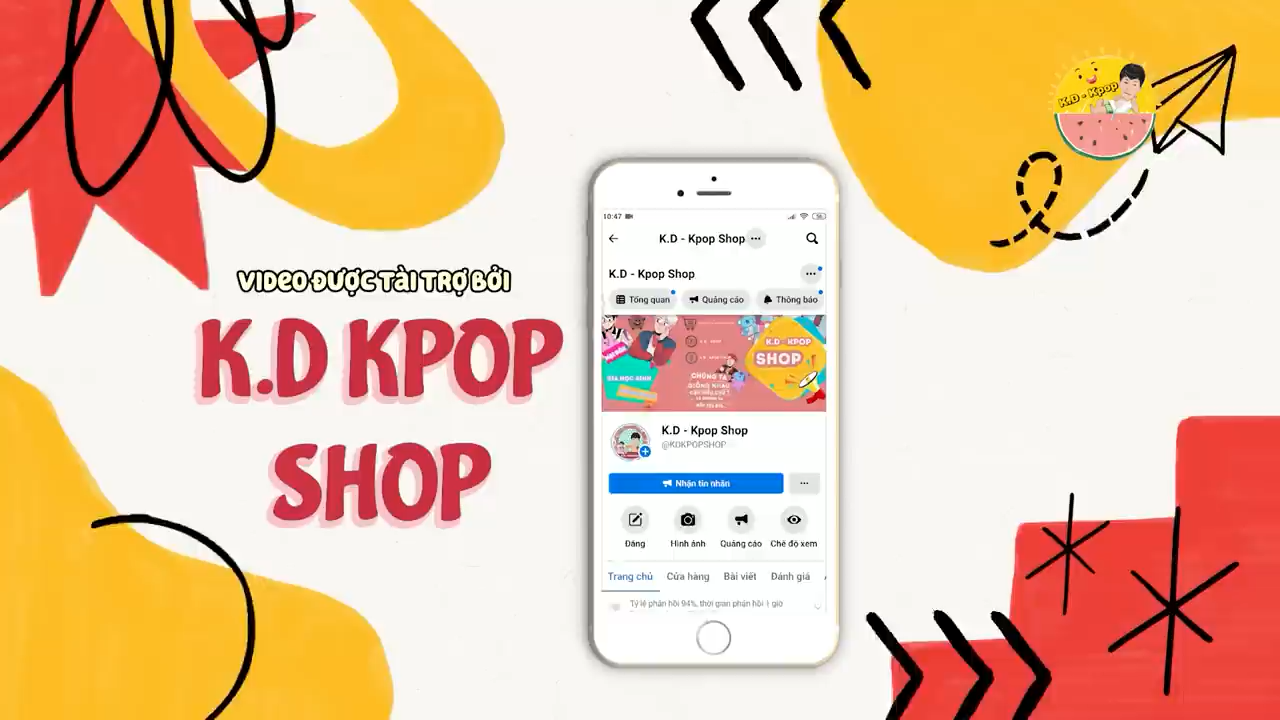 K.D - Kpop
VIDEO ĐƯỢC TÀI TRỢ BỞI
K.D KPOP
SHOP
10:47
K.D - Kpop Shop
K.D - Kpop Shop
Tổng quan
Quảng cáo
Thông báo
K.D - KPOP
SHOP
K.D - Kpop Shop
@KDKPOPSHOP
Nhận tin nhắn
Đăng
Hình ảnh
Quảng cáo
Chế độ xem
Trang chủ
Cửa hàng
Bài viết
Đánh giá
Tỷ lệ phản hồi 94%, thời gian phản hồi 1 giờ